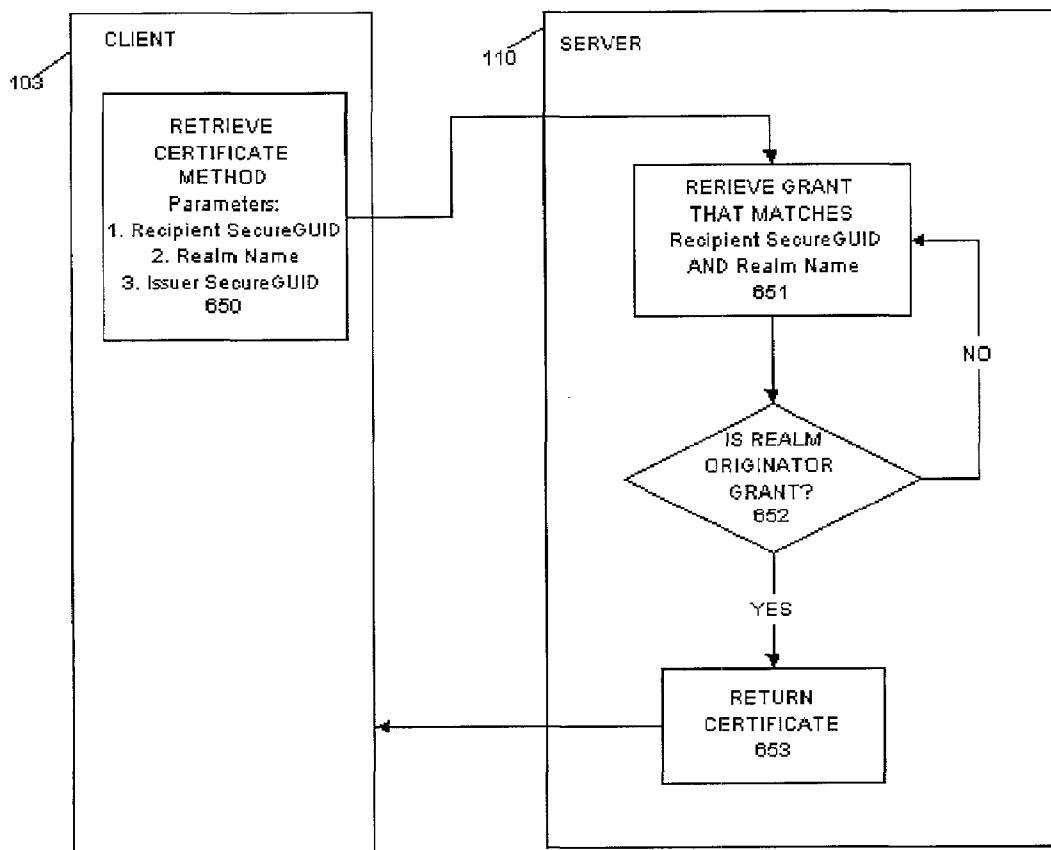 CLIENT
103
RETRIEVE
CERTIFICATE
METHOD
Parameters:
1. Recipient SecureGUID
2. Realm Name
3. Issuer SecureGUID
650
110
SERVER
RERIEVE GRANT
THAT MATCHES
Recipient SecureGUID
AND Realm Name
651
NO
IS REALM
ORIGINATOR
GRANT?
652
YES
RETURN
CERTIFICATE
653